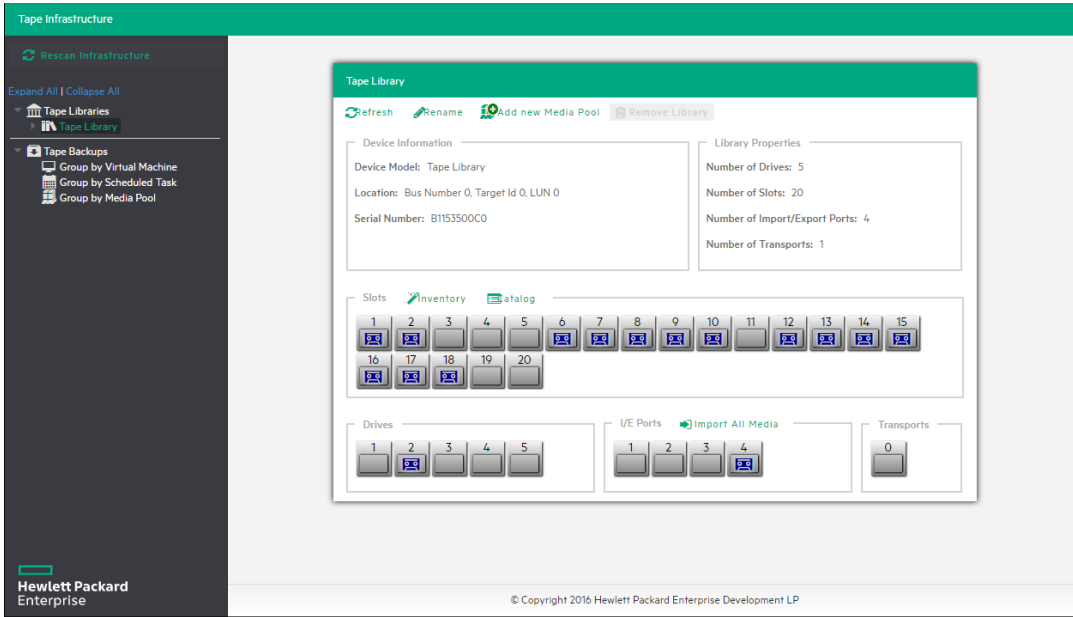 Tape Infrastructure
Rescan Infrastructure
Expand All | Collapse All
Tape Libraries
Tape Library
Tape Backups
Group by Virtual Machine
Group by Scheduled Task
Group by Media Pool
Tape Library
Refresh Rename Add new Media Pool Remove Library
Device Information
Device Model: Tape Library
Location: Bus Number 0, Target Id 0, LUN 0
Serial Number: B1153500C0
Library Properties
Number of Drives: 5
Number of Slots: 20
Number of Import/Export Ports: 4
Number of Transports: 1
Slots Inventory Catalog
1 2 3 4 5 6 7 8 9 10 11 12 13 14 15
16 17 18 19 20
Drives
1 2 3 4 5
I/E Ports Import All Media
1 2 3 4
Transports
0
Hewlett Packard
Enterprise
© Copyright 2016 Hewlett Packard Enterprise Development LP